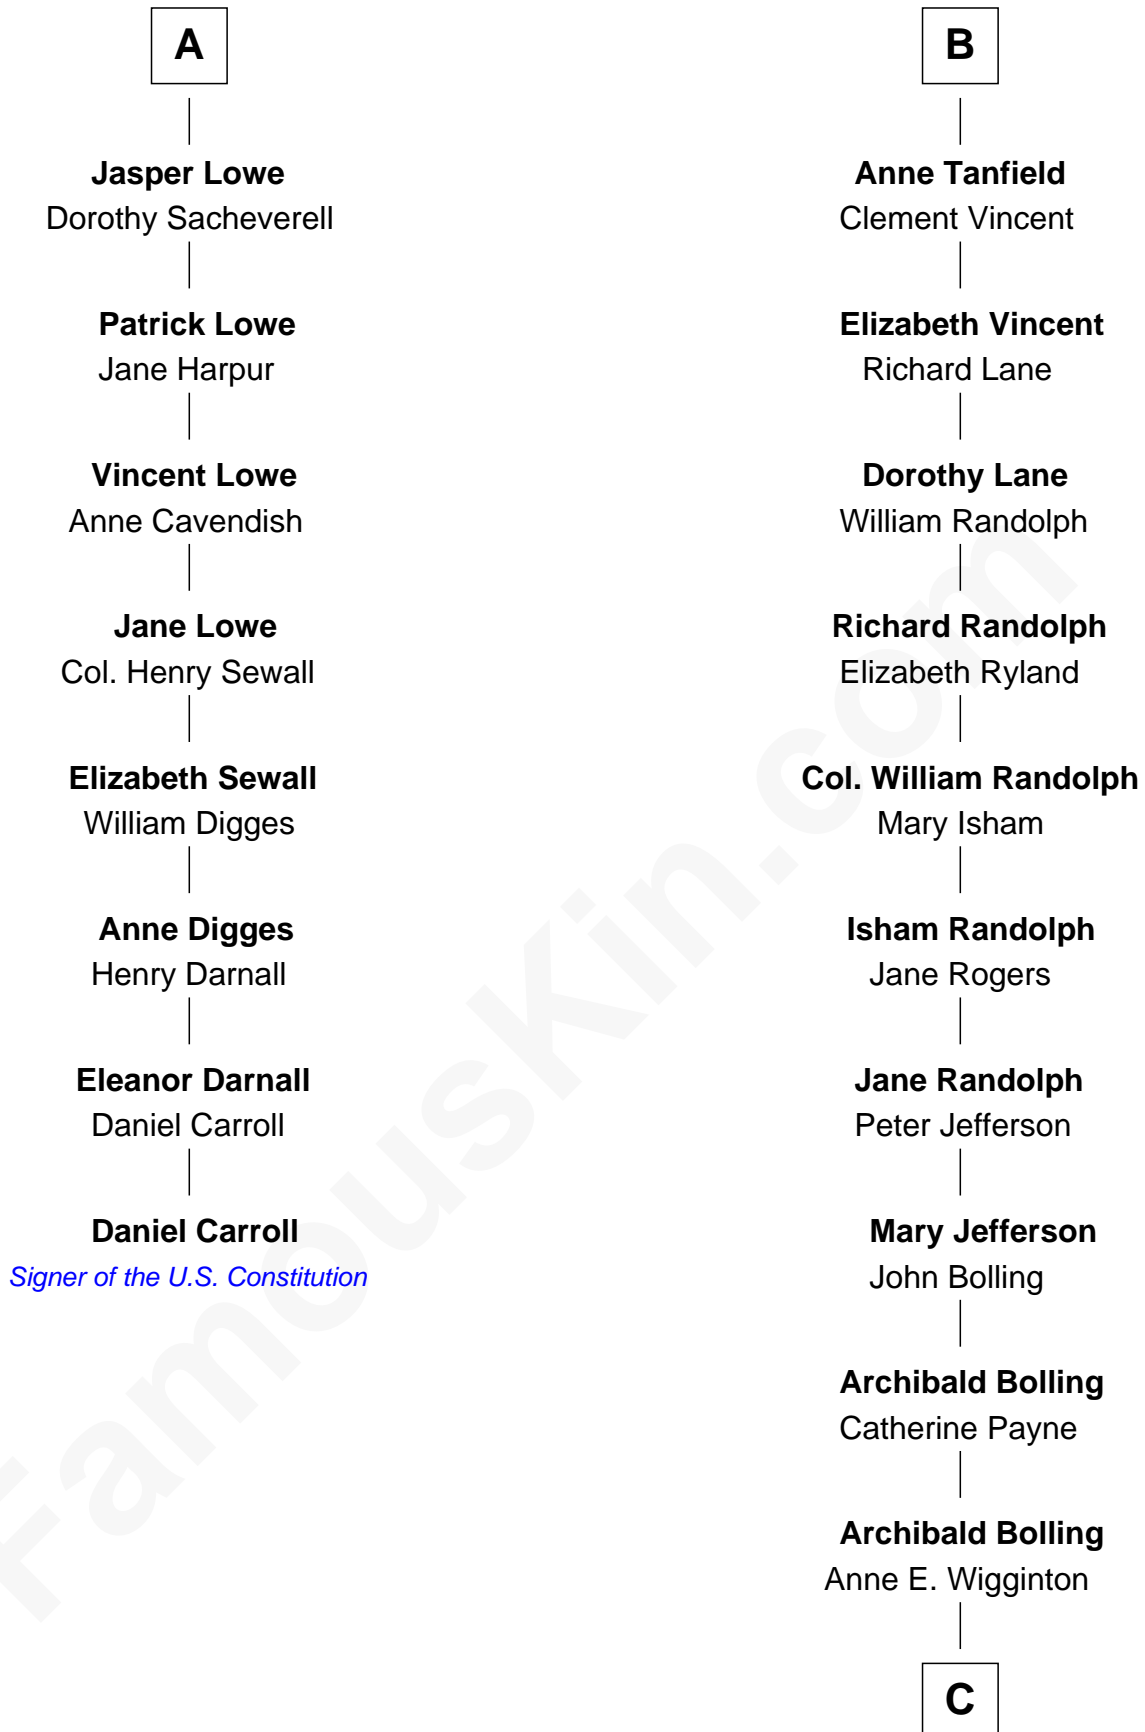 A
Jasper Lowe
Dorothy Sacheverell
Patrick Lowe
Jane Harpur
Vincent Lowe
Anne Cavendish
Jane Lowe
Col. Henry Sewall
Elizabeth Sewall
William Digges
Anne Digges
Henry Darnall
Eleanor Darnall
Daniel Carroll
Daniel Carroll
Signer of the U.S. Constitution
B
Anne Tanfield
Clement Vincent
Elizabeth Vincent
Richard Lane
Dorothy Lane
William Randolph
Richard Randolph
Elizabeth Ryland
Col. William Randolph
Mary Isham
Isham Randolph
Jane Rogers
Jane Randolph
Peter Jefferson
Mary Jefferson
John Bolling
Archibald Bolling
Catherine Payne
Archibald Bolling
Anne E. Wigginton
C
FamousKin.com